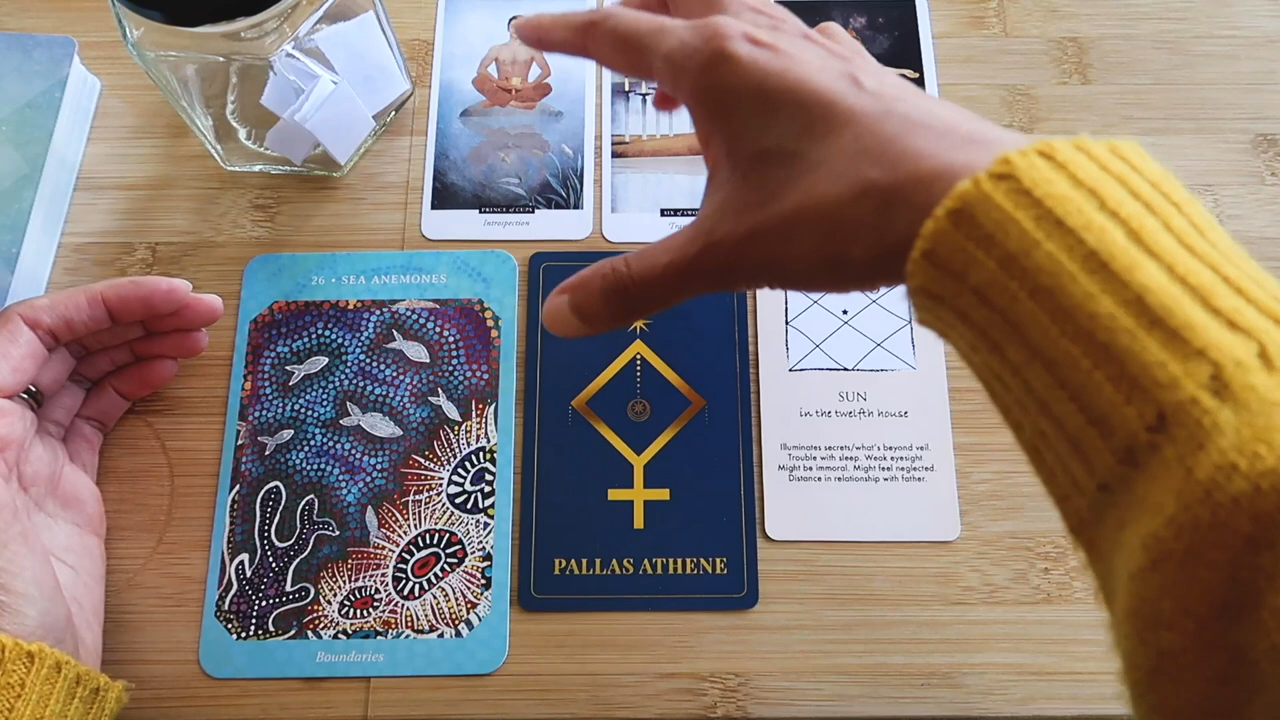 PRINCE of CUPS
Introspection
SIX of
26 • SEA ANEMONES
Boundaries
PALLAS ATHENE
SUN
in the twelfth house
Illuminates secrets/what's beyond veil.
Trouble with sleep. Weak eyesight.
Might be immoral. Might feel neglected.
Distance in relationship with father.